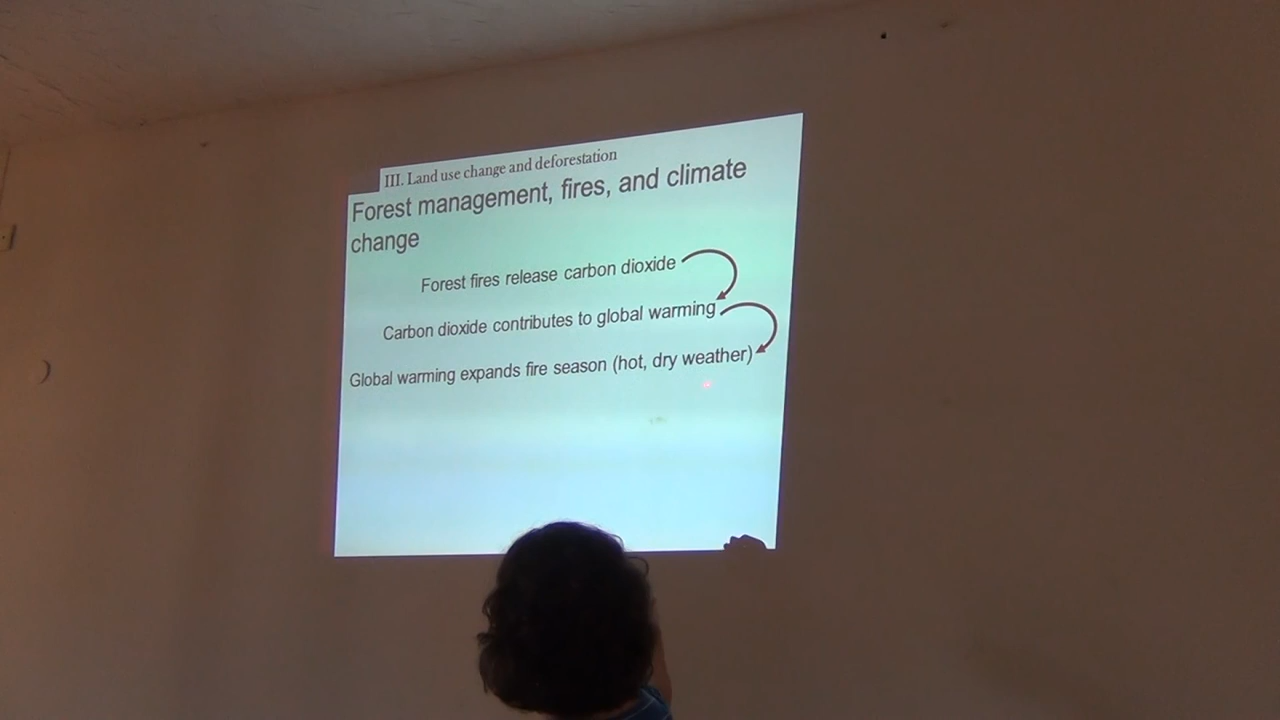 III. Land use change and deforestation
Forest management, fires, and climate
change
Forest fires release carbon dioxide
Carbon dioxide contributes to global warming
Global warming expands fire season (hot, dry weather)